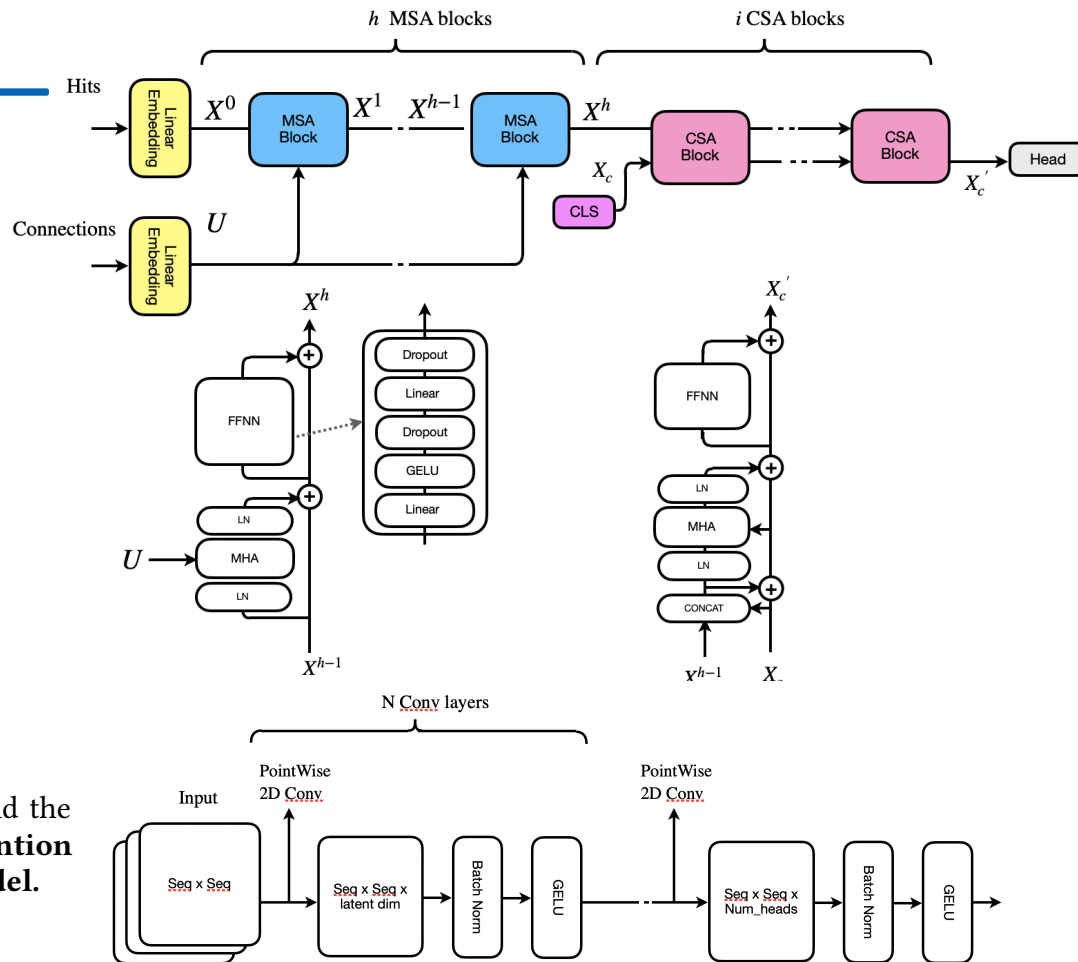 h MSA blocks
i CSA blocks
Hits
Linear
Embedding
X^0
MSA
Block
X^1
X^{h-1}
MSA
Block
X^h
CSA
Block
CSA
Block
Head
X_c
X_c'
CLS
Connections
Linear
Embedding
U
X^h
Dropout
Linear
Dropout
GELU
Linear
FFNN
LN
MHA
LN
U
X^{h-1}
X_c'
FFNN
LN
MHA
LN
CONCAT
X^{h-1}
N Conv layers
PointWise
2D Conv
PointWise
2D Conv
Input
Seq x Seq
Seq x Seq x
latent dim
Batch Norm
GELU
Seq x Seq x
Num_heads
Batch Norm
GELU
the